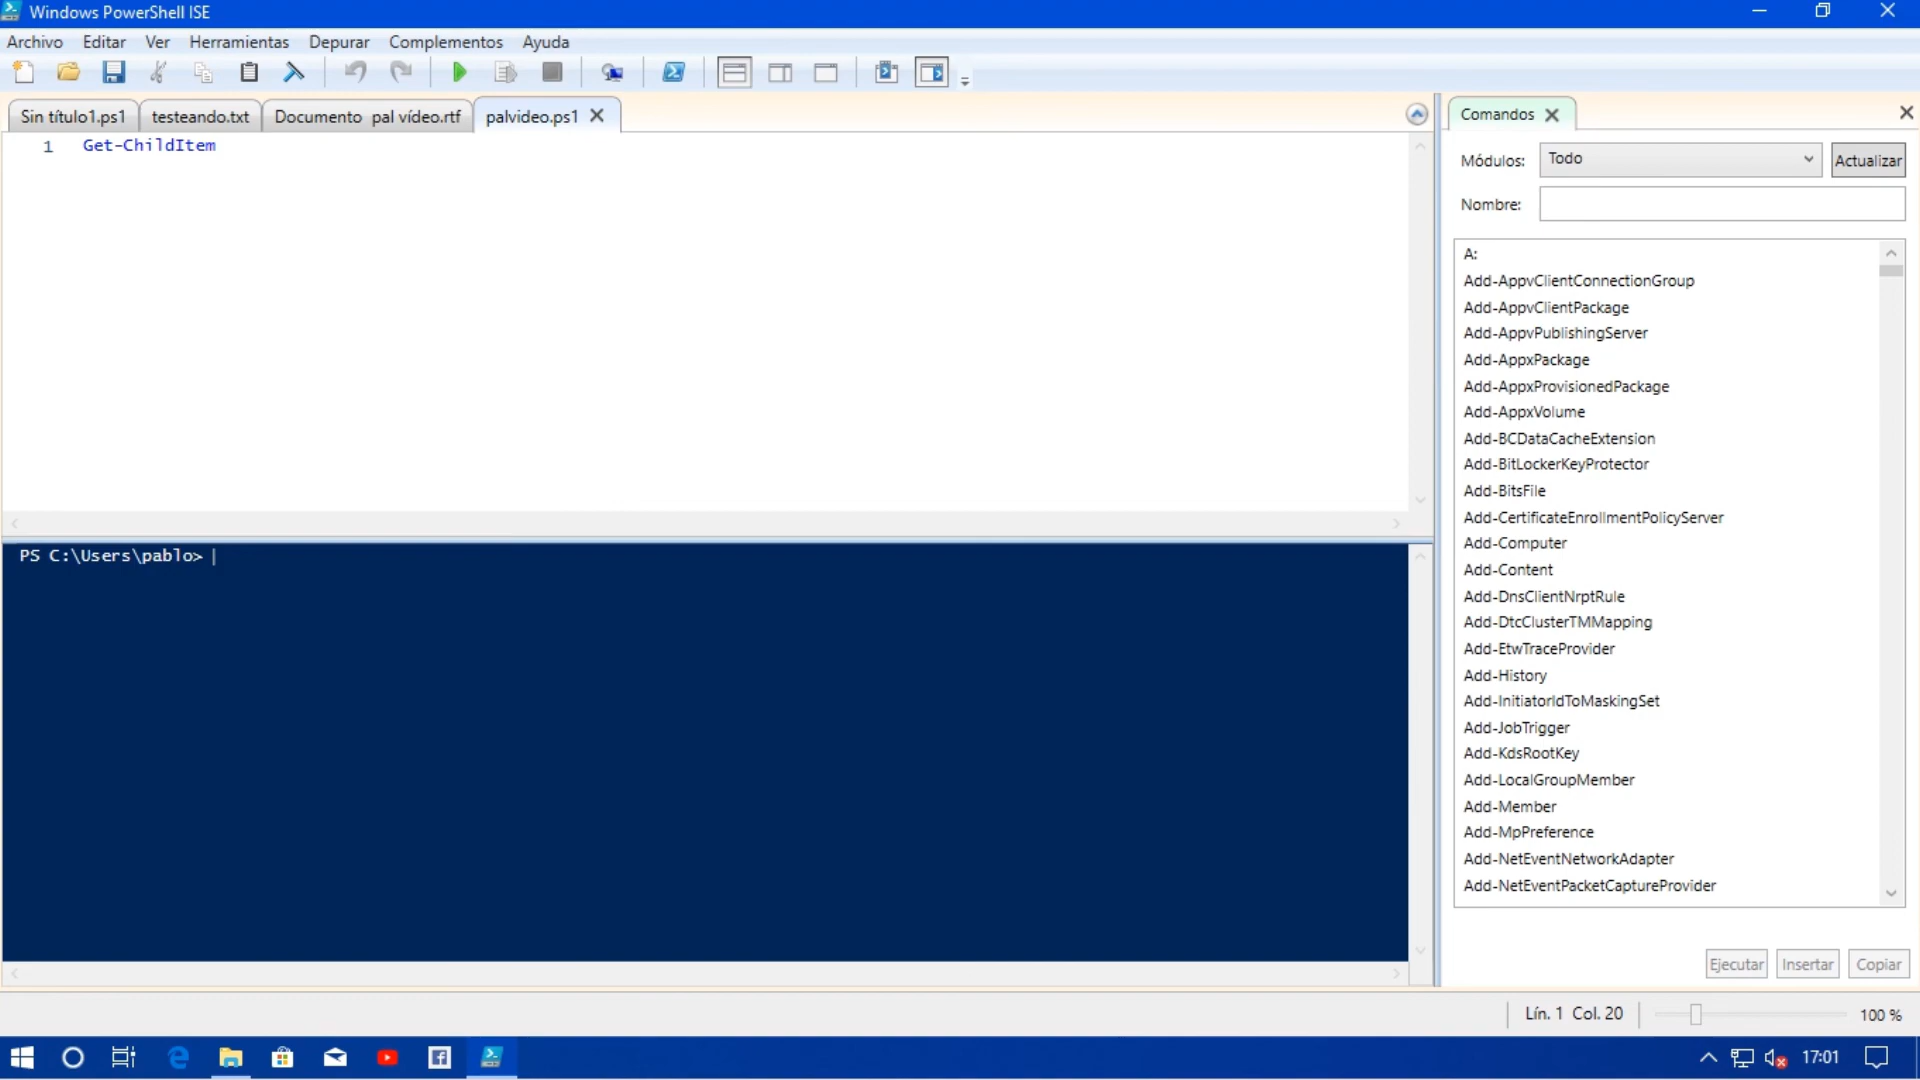 Windows PowerShell ISE
Archivo Editar Ver Herramientas Depurar Complementos Ayuda
Sin título1.ps1 testeando.txt Documento pal vídeo.rtf palvideo.ps1
1 Get-ChildItem
PS C:\Users\pablo>
Comandos
Módulos: Todo Actualizar
Nombre:
A:
Add-AppvClientConnectionGroup
Add-AppvClientPackage
Add-AppvPublishingServer
Add-AppxPackage
Add-AppxProvisionedPackage
Add-AppxVolume
Add-BCDataCacheExtension
Add-BitLockerKeyProtector
Add-BitsFile
Add-CertificateEnrollmentPolicyServer
Add-Computer
Add-Content
Add-DnsClientNrptRule
Add-DtcClusterTMMapping
Add-EtwTraceProvider
Add-History
Add-InitiatorIdToMaskingSet
Add-JobTrigger
Add-KdsRootKey
Add-LocalGroupMember
Add-Member
Add-MpPreference
Add-NetEventNetworkAdapter
Add-NetEventPacketCaptureProvider
Ejecutar Insertar Copiar
Lín. 1 Col. 20 100 %
17:01